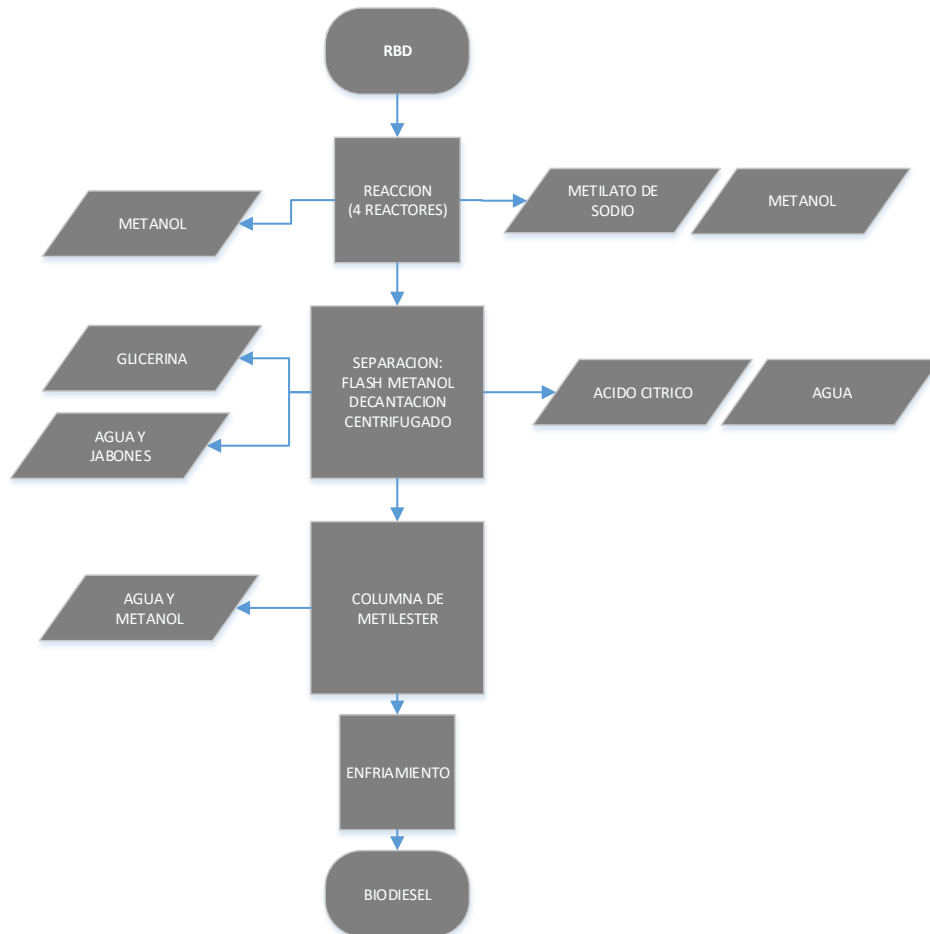 RBD
REACCION
(4 REACTORES)
METANOL
METILATO DE
SODIO
METANOL
GLICERINA
AGUA Y
JABONES
SEPARACION:
FLASH METANOL
DECANTACION
CENTRIFUGADO
ACIDO CITRICO
AGUA
AGUA Y
METANOL
COLUMNA DE
METILESTER
ENFRIAMIENTO
BIODIESEL